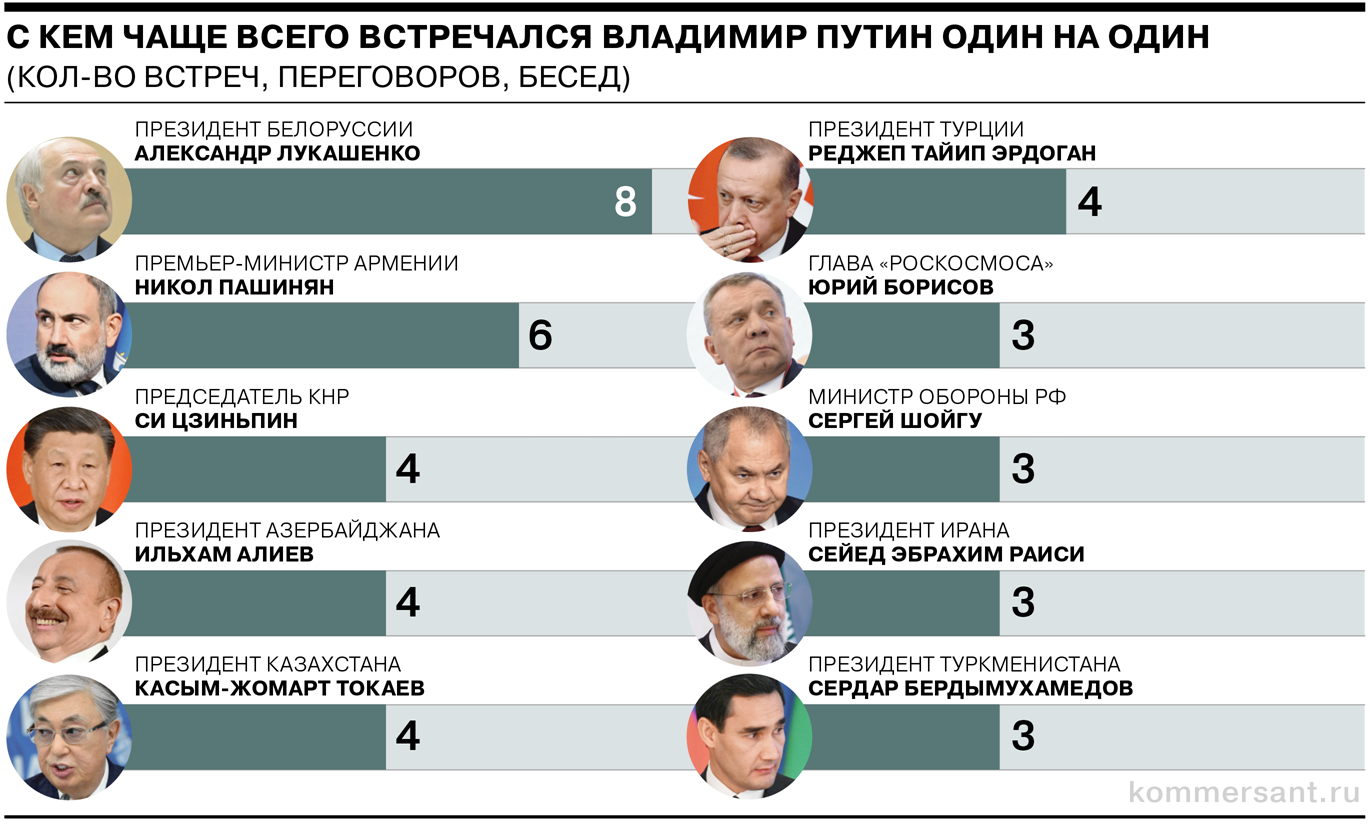 С КЕМ ЧАЩЕ ВСЕГО ВСТРЕЧАЛСЯ ВЛАДИМИР ПУТИН ОДИН НА ОДИН
(КОЛ-ВО ВСТРЕЧ, ПЕРЕГОВОРОВ, БЕСЕД)
ПРЕЗИДЕНТ БЕЛОРУССИИ
АЛЕКСАНДР ЛУКАШЕНКО
8
ПРЕМЬЕР-МИНИСТР АРМЕНИИ
НИКОЛ ПАШИНЯН
6
ПРЕДСЕДАТЕЛЬ КНР
СИ ЦЗИНЬПИН
4
ПРЕЗИДЕНТ АЗЕРБАЙДЖАНА
ИЛЬХАМ АЛИЕВ
4
ПРЕЗИДЕНТ КАЗАХСТАНА
КАСЫМ-ЖОМАРТ ТОКАЕВ
4
ПРЕЗИДЕНТ ТУРЦИИ
РЕДЖЕП ТАЙИП ЭРДОГАН
4
ГЛАВА «РОСКОСМОСА»
ЮРИЙ БОРИСОВ
3
МИНИСТР ОБОРОНЫ РФ
СЕРГЕЙ ШОЙГУ
3
ПРЕЗИДЕНТ ИРАНА
СЕЙЕД ЭБРАХИМ РАИСИ
3
ПРЕЗИДЕНТ ТУРКМЕНИСТАНА
СЕРДАР БЕРДЫМУХАМЕДОВ
3
kommersant.ru